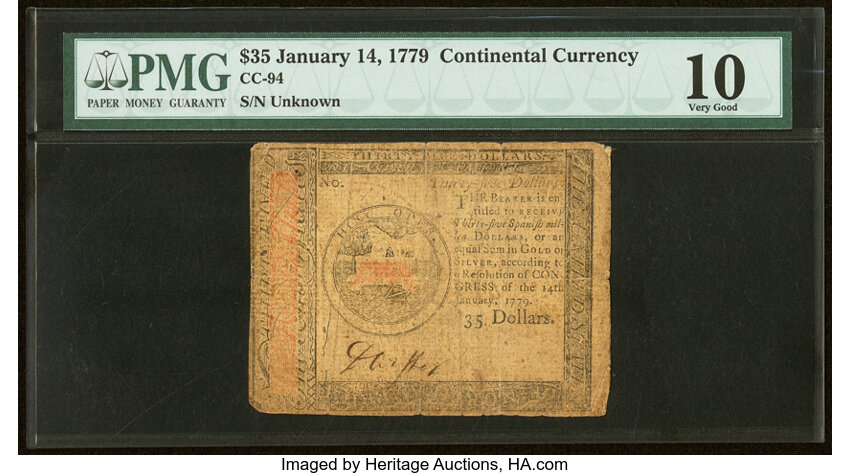 PMG
PAPER MONEY GUARANTY
$35 January 14, 1779 Continental Currency
CC-94
S/N Unknown
10
Very Good
THIRTY-FIVE DOLLARS.
No.
Thirty-five Dollars.
THE BEARER is en-
titled to RECEIVE
Thirty-five Spanish mil-
DOLLARS, or an
equal Sum in GOLD or
SILVER, according to
Resolution of CON-
GRESS of the 14th
January, 1779.
35 Dollars.
HINC OPES
Imaged by Heritage Auctions, HA.com